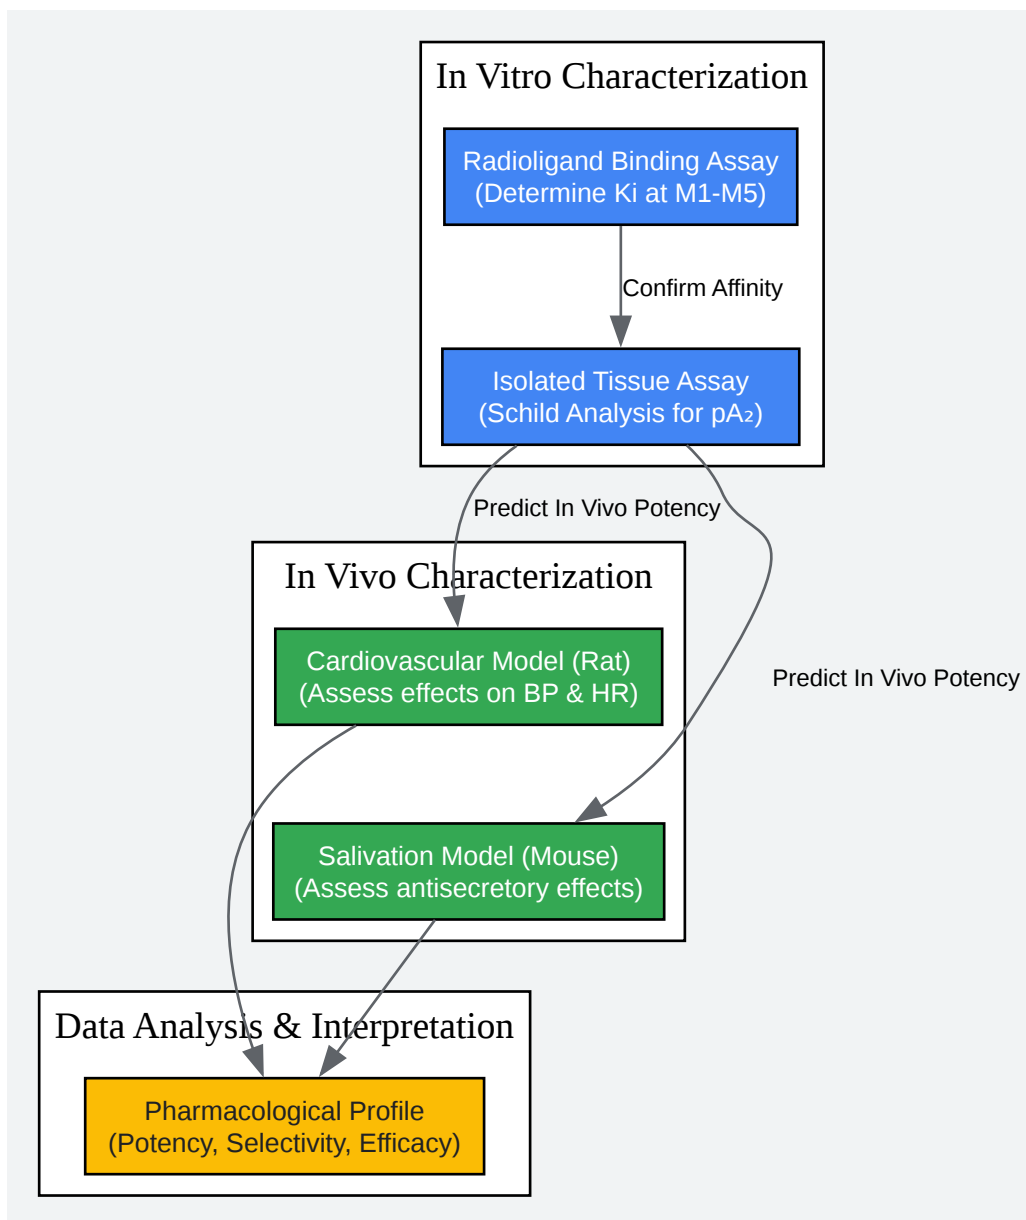 In Vitro Characterization
Radioligand Binding Assay
(Determine Ki at M1-M5)
Confirm Affinity
Isolated Tissue Assay
(Schild Analysis for pA₂)
Predict In Vivo Potency
In Vivo Characterization
Cardiovascular Model (Rat)
(Assess effects on BP & HR)
Predict In Vivo Potency
Salivation Model (Mouse)
(Assess antisecretory effects)
Data Analysis & Interpretation
Pharmacological Profile
(Potency, Selectivity, Efficacy)